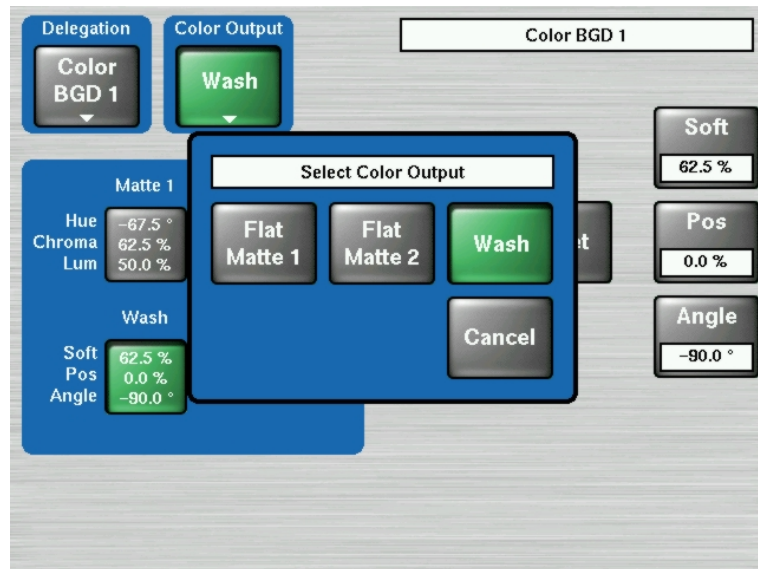 Delegation
Color Output
Color BGD 1
Color
BGD 1
Wash
Soft
62.5 %
Select Color Output
Matte 1
Flat
Matte 1
Flat
Matte 2
Wash
Pos
0.0 %
Hue
−67.5 °
Chroma
62.5 %
Lum
50.0 %
Wash
Cancel
Angle
−90.0 °
Soft
62.5 %
Pos
0.0 %
Angle
−90.0 °